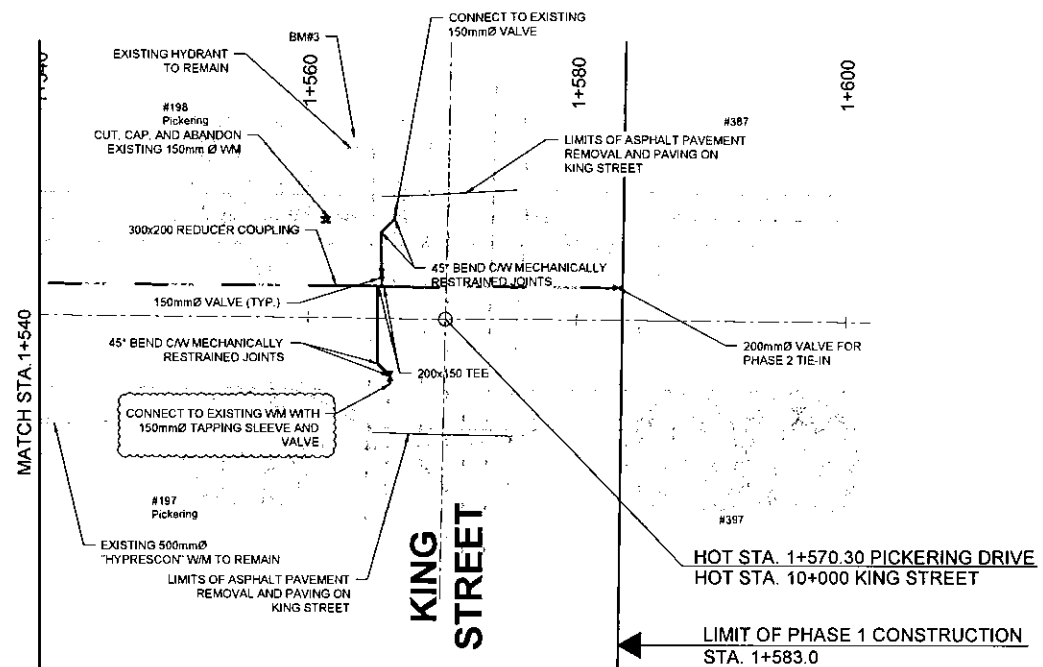 CONNECT TO EXISTING
150mmØ VALVE
BM#3
EXISTING HYDRANT
TO REMAIN
1+540
1+560
1+580
1+600
#198
Pickering
CUT, CAP, AND ABANDON
EXISTING 150mm Ø WM
#387
LIMITS OF ASPHALT PAVEMENT
REMOVAL AND PAVING ON
KING STREET
300x200 REDUCER COUPLING
45° BEND C/W MECHANICALLY
RESTRAINED JOINTS
150mmØ VALVE (TYP.)
MATCH STA. 1+540
45° BEND C/W MECHANICALLY
RESTRAINED JOINTS
200x150 TEE
200mmØ VALVE FOR
PHASE 2 TIE-IN
CONNECT TO EXISTING WM WITH
150mmØ TAPPING SLEEVE AND
VALVE
#197
Pickering
#397
EXISTING 500mmØ
"HYPRESCON" WM TO REMAIN
LIMITS OF ASPHALT PAVEMENT
REMOVAL AND PAVING ON
KING STREET
KING
STREET
HOT STA. 1+570.30 PICKERING DRIVE
HOT STA. 10+000 KING STREET
LIMIT OF PHASE 1 CONSTRUCTION
STA. 1+583.0